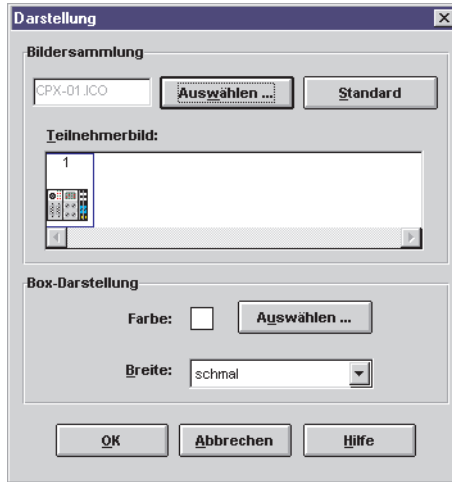 Darstellung
Bildersammlung
CPX-01.ICO Auswählen ... Standard
Teilnehmerbild:
1
Box-Darstellung
Farbe: Auswählen ...
Breite: schmal
OK Abbrechen Hilfe